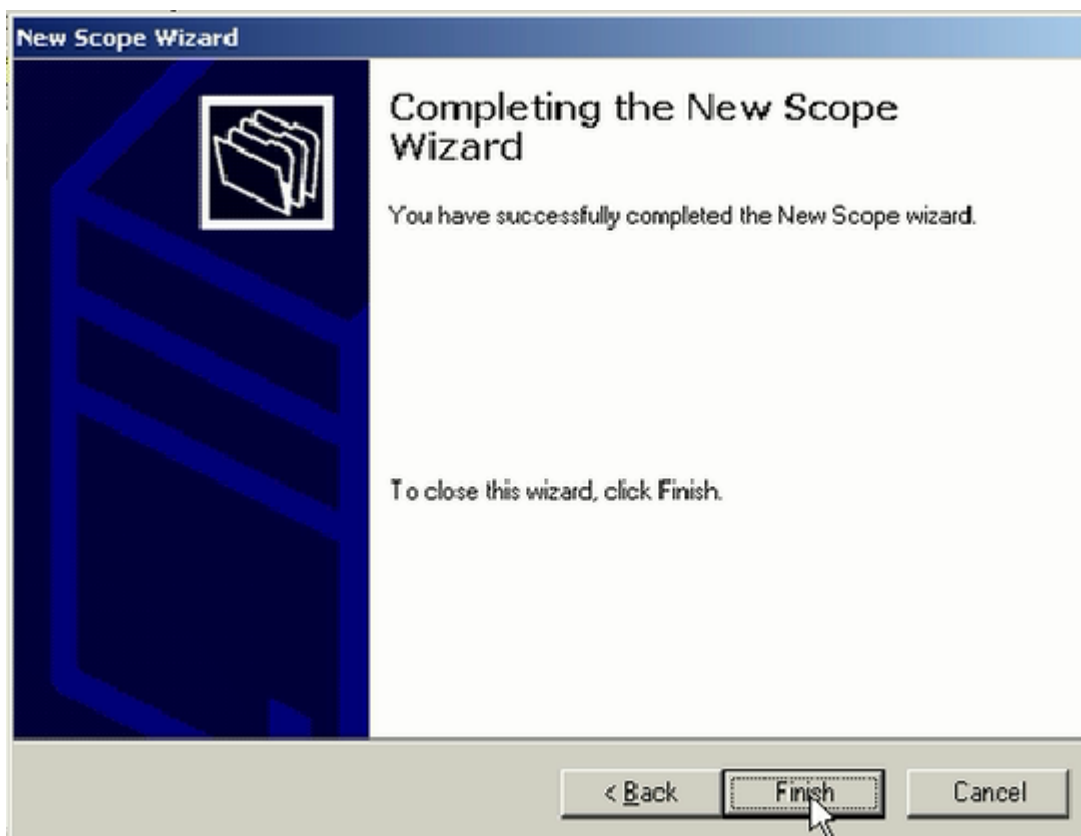 New Scope Wizard
Completing the New Scope
Wizard
You have successfully completed the New Scope wizard.
To close this wizard, click Finish.
< Back
Finish
Cancel